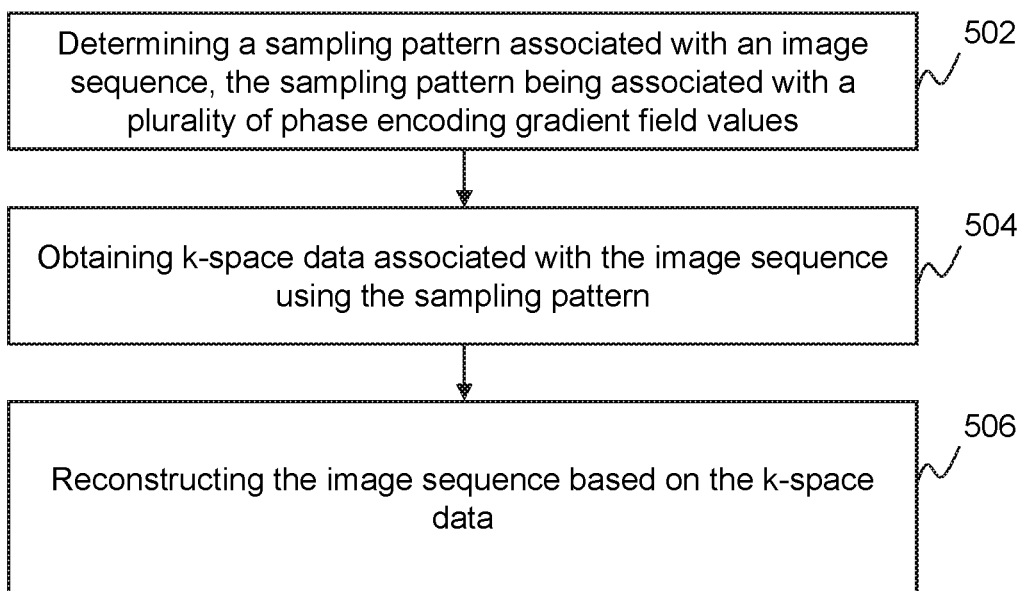 502
Determining a sampling pattern associated with an image
sequence, the sampling pattern being associated with a
plurality of phase encoding gradient field values
504
Obtaining k-space data associated with the image sequence
using the sampling pattern
506
Reconstructing the image sequence based on the k-space
data